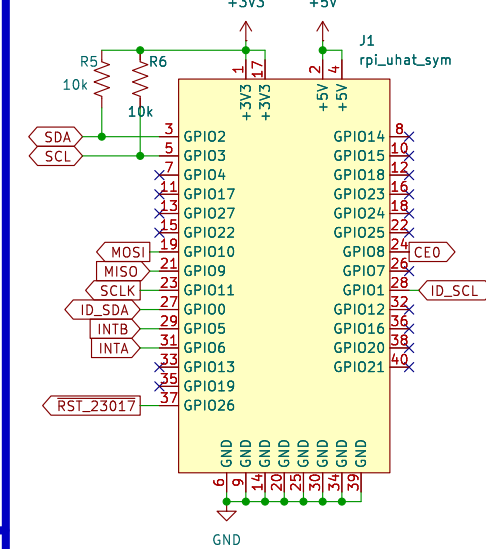 +3V3
+5V
J1
rpi_uhat_sym
R5
R6
10k
10k
1
17
2
4
+3V3
+3V3
+5V
+5V
SDA
3
GPIO2
GPIO14
8
SCL
5
GPIO3
GPIO15
10
7
GPIO4
GPIO18
12
11
GPIO17
GPIO23
16
13
GPIO27
GPIO24
18
15
GPIO22
GPIO25
22
MOSI
19
GPIO10
GPIO8
24
CE0
MISO
21
GPIO9
GPIO7
26
SCLK
23
GPIO11
GPIO1
28
ID_SCL
ID_SDA
27
GPIO0
GPIO12
32
INTB
29
GPIO5
GPIO16
36
INTA
31
GPIO6
GPIO20
38
33
GPIO13
GPIO21
40
35
GPIO19
RST_23017
37
GPIO26
GND
GND
GND
GND
GND
GND
GND
GND
6
9
14
20
25
30
34
39
GND